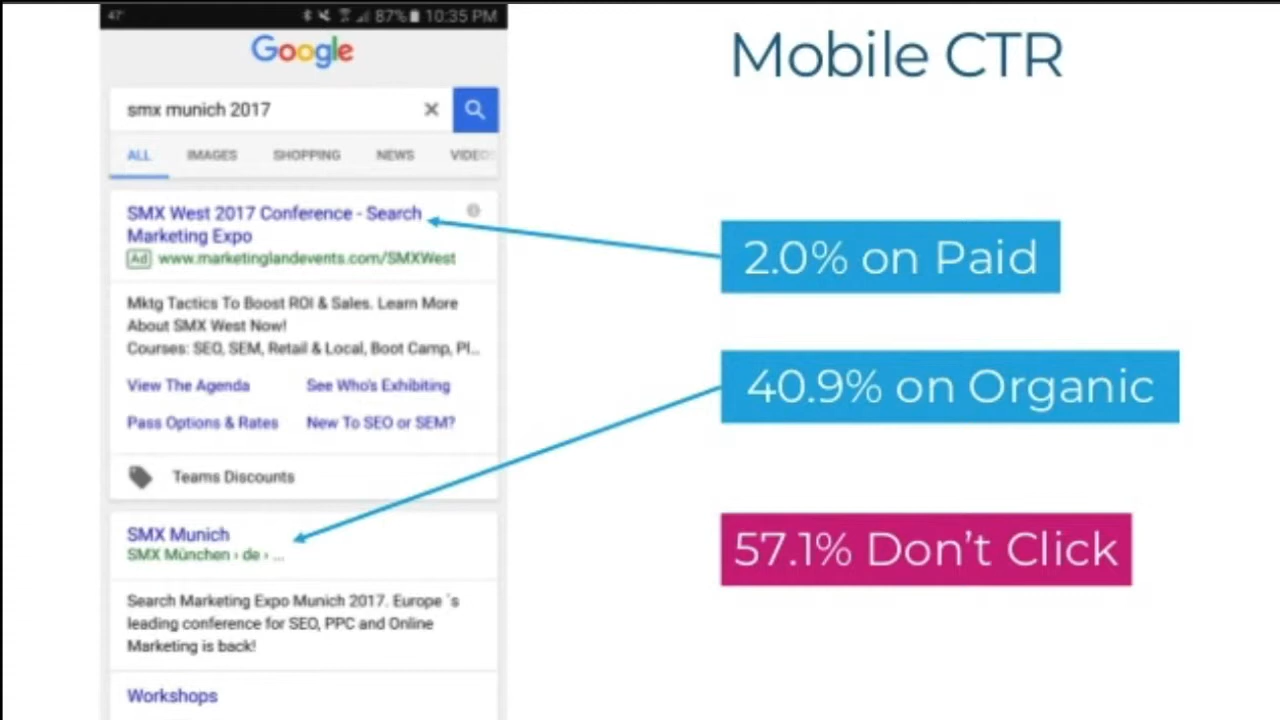 47°
87% 10:35 PM
Google
smx munich 2017
ALL IMAGES SHOPPING NEWS VIDEOS
SMX West 2017 Conference - Search
Marketing Expo
Ad www.marketinglandevents.com/SMXWest
Mktg Tactics To Boost ROI & Sales. Learn More
About SMX West Now!
Courses: SEO, SEM, Retail & Local, Boot Camp, Pl...
View The Agenda See Who's Exhibiting
Pass Options & Rates New To SEO or SEM?
Teams Discounts
SMX Munich
SMX München › de › ...
Search Marketing Expo Munich 2017. Europe´s
leading conference for SEO, PPC and Online
Marketing is back!
Workshops
Mobile CTR
2.0% on Paid
40.9% on Organic
57.1% Don't Click